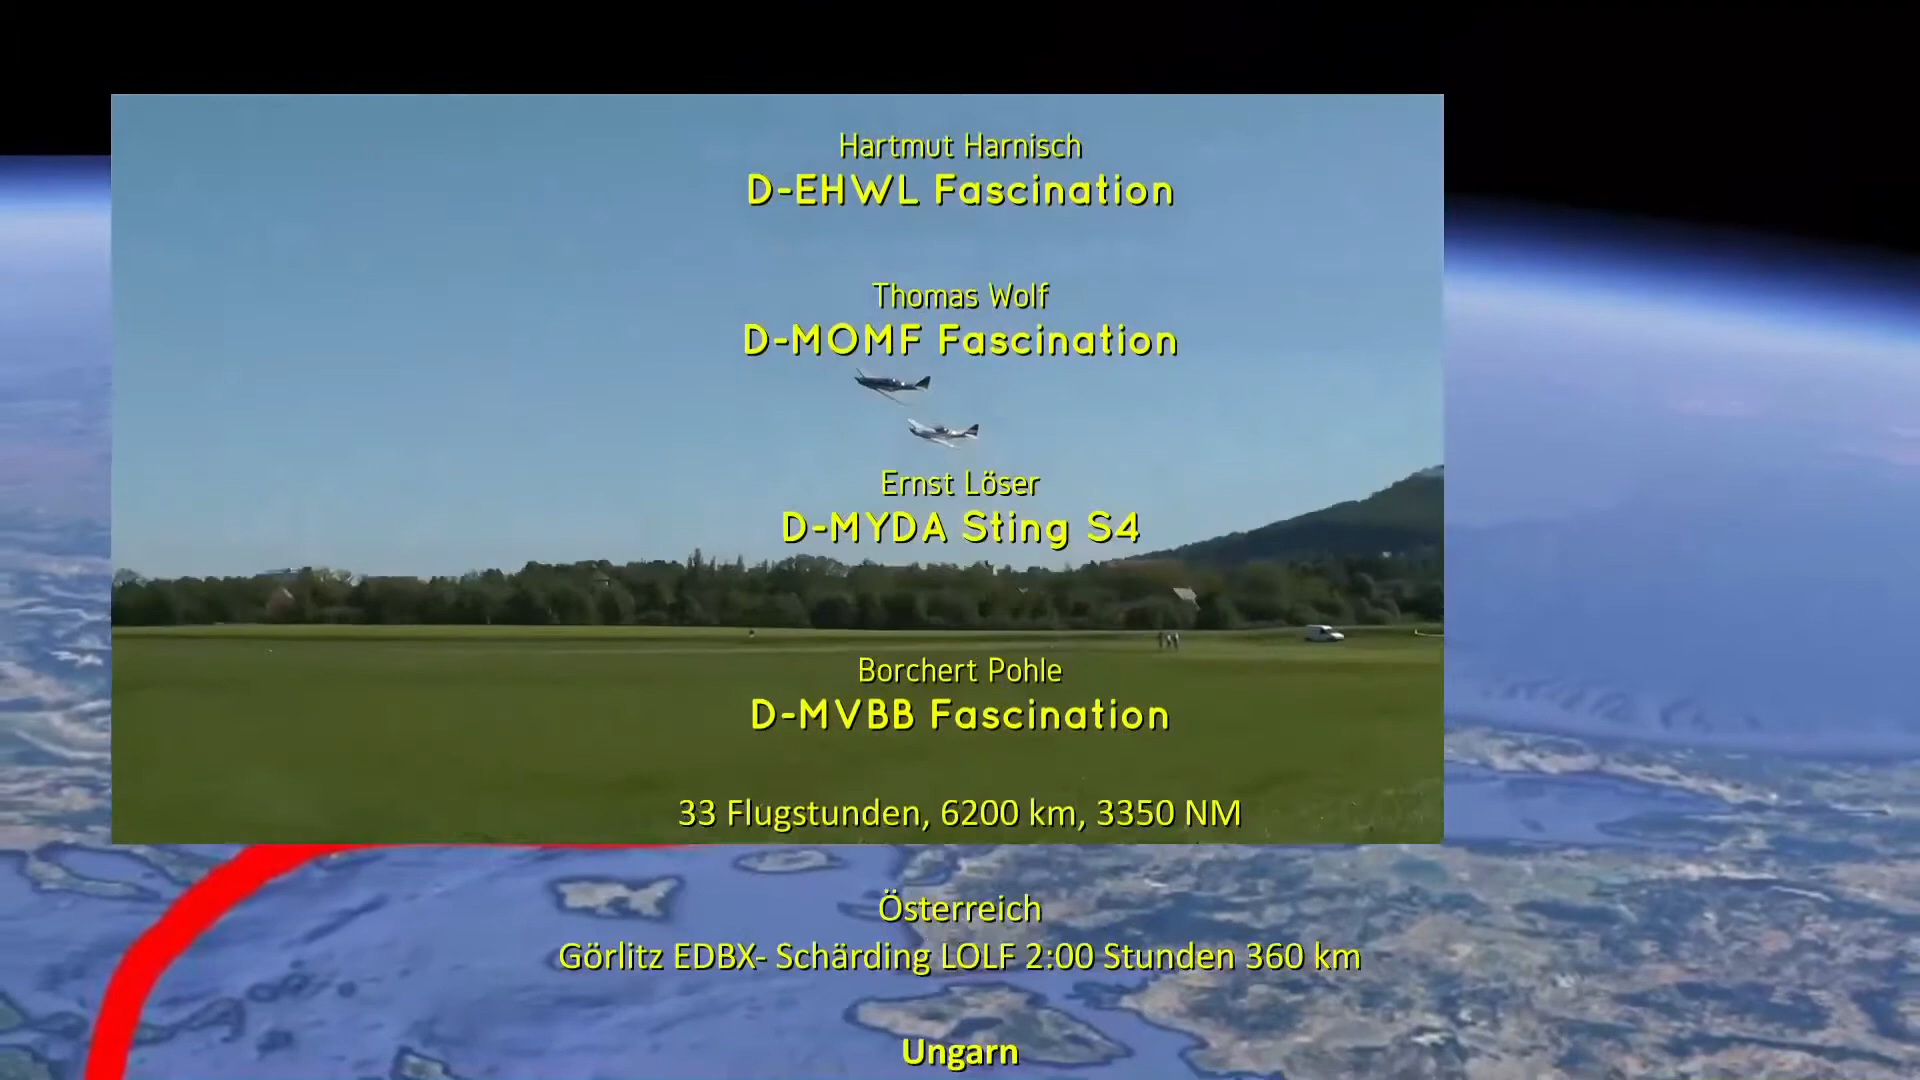 Hartmut Harnisch
D-EHWL Fascination
Thomas Wolf
D-MOMF Fascination
Ernst Löser
D-MYDA Sting S4
Borchert Pohle
D-MVBB Fascination
33 Flugstunden, 6200 km, 3350 NM
Österreich
Görlitz EDBX- Schärding LOLF 2:00 Stunden 360 km
Ungarn